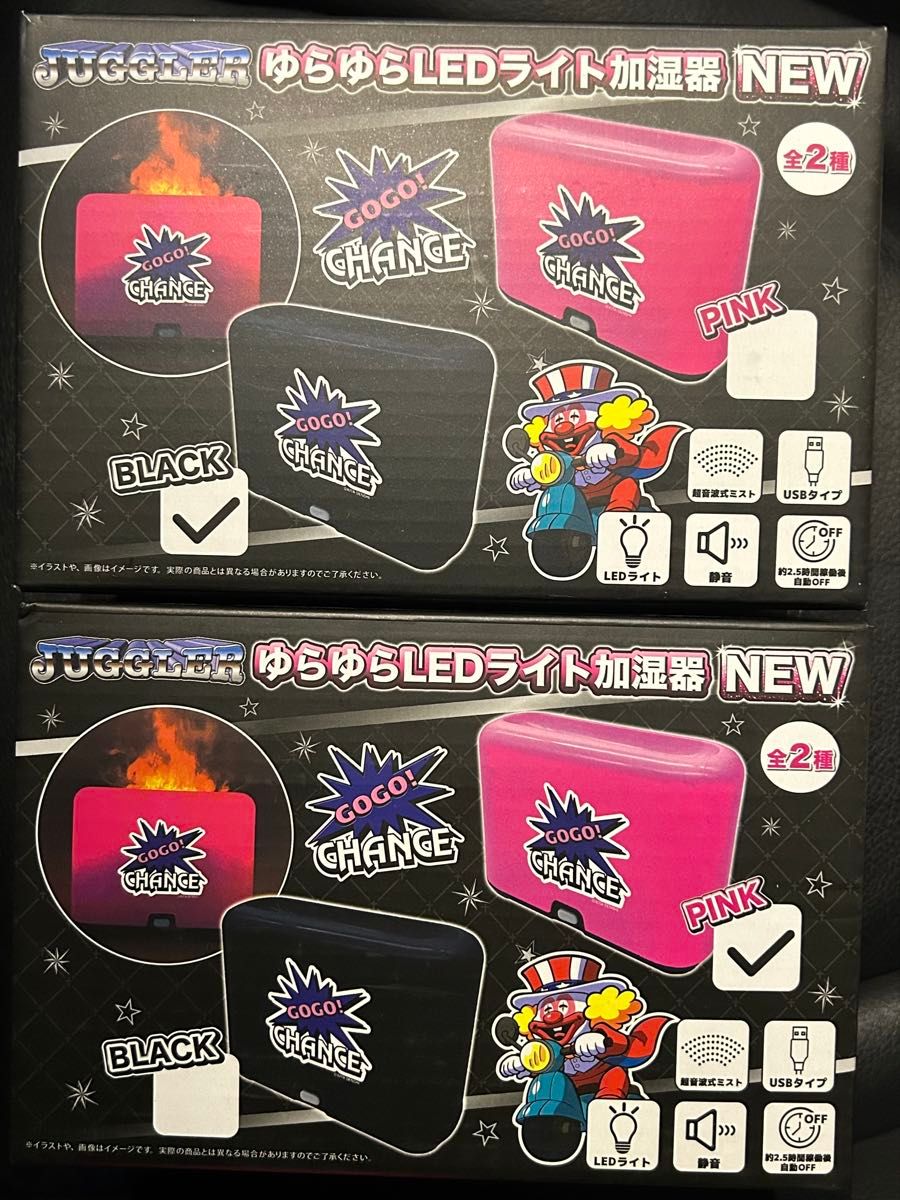 JUGGLER ゆらゆらLEDライト加湿器 NEW
全2種
GOGO!
CHANCE
GOGO!
CHANCE
GOGO!
CHANCE
PINK
GOGO!
CHANCE
BLACK
超音波式ミスト
USBタイプ
LEDライト
静音
OFF
約2.5時間稼働後
自動OFF
※イラストや、画像はイメージです。実際の商品とは異なる場合がありますのでご了承ください。
JUGGLER ゆらゆらLEDライト加湿器 NEW
全2種
GOGO!
CHANCE
GOGO!
CHANCE
GOGO!
CHANCE
PINK
GOGO!
CHANCE
BLACK
超音波式ミスト
USBタイプ
LEDライト
静音
OFF
約2.5時間稼働後
自動OFF
※イラストや、画像はイメージです。実際の商品とは異なる場合がありますのでご了承ください。